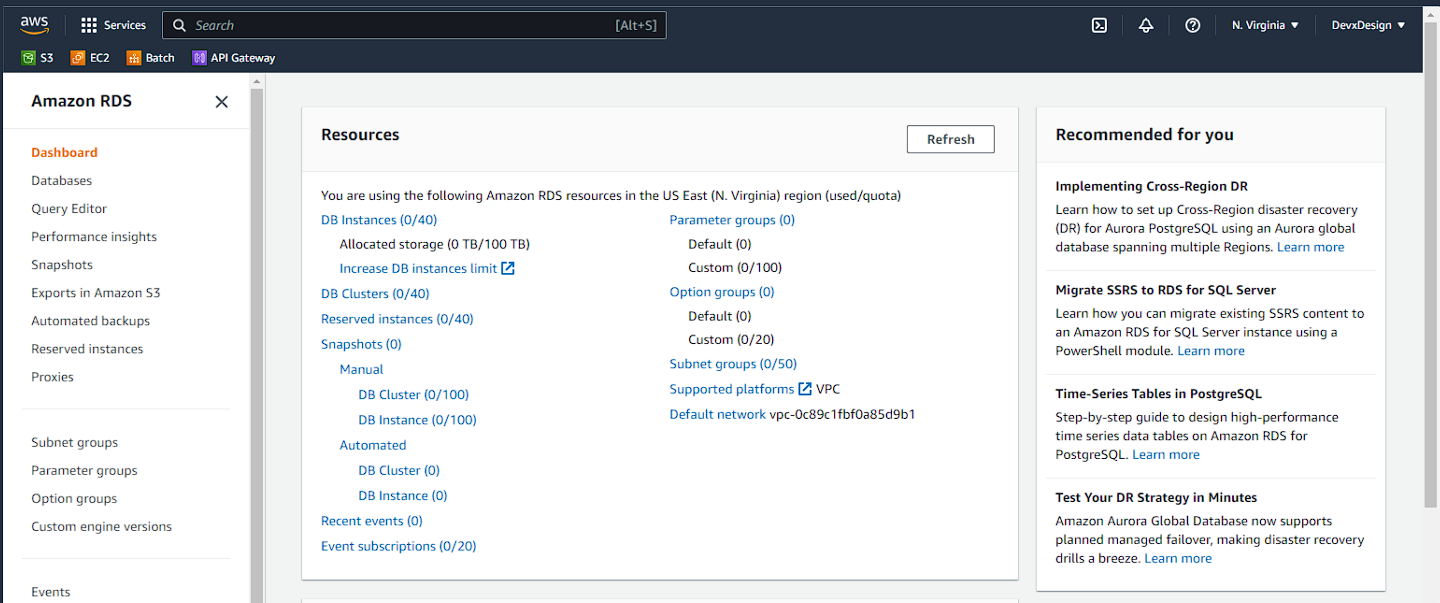 aws
Services
Search
[Alt+S]
N. Virginia
DevxDesign
S3
EC2
Batch
API Gateway
Amazon RDS
Dashboard
Databases
Query Editor
Performance insights
Snapshots
Exports in Amazon S3
Automated backups
Reserved instances
Proxies
Subnet groups
Parameter groups
Option groups
Custom engine versions
Events
Resources
Refresh
You are using the following Amazon RDS resources in the US East (N. Virginia) region (used/quota)
DB Instances (0/40)
Allocated storage (0 TB/100 TB)
Increase DB instances limit
DB Clusters (0/40)
Reserved instances (0/40)
Snapshots (0)
Manual
DB Cluster (0/100)
DB Instance (0/100)
Automated
DB Cluster (0)
DB Instance (0)
Recent events (0)
Event subscriptions (0/20)
Parameter groups (0)
Default (0)
Custom (0/100)
Option groups (0)
Default (0)
Custom (0/20)
Subnet groups (0/50)
Supported platforms VPC
Default network vpc-0c89c1fbf0a85d9b1
Recommended for you
Implementing Cross-Region DR
Learn how to set up Cross-Region disaster recovery
(DR) for Aurora PostgreSQL using an Aurora global
database spanning multiple Regions. Learn more
Migrate SSRS to RDS for SQL Server
Learn how you can migrate existing SSRS content to
an Amazon RDS for SQL Server instance using a
PowerShell module. Learn more
Time-Series Tables in PostgreSQL
Step-by-step guide to design high-performance
time series data tables on Amazon RDS for
PostgreSQL. Learn more
Test Your DR Strategy in Minutes
Amazon Aurora Global Database now supports
planned managed failover, making disaster recovery
drills a breeze. Learn more